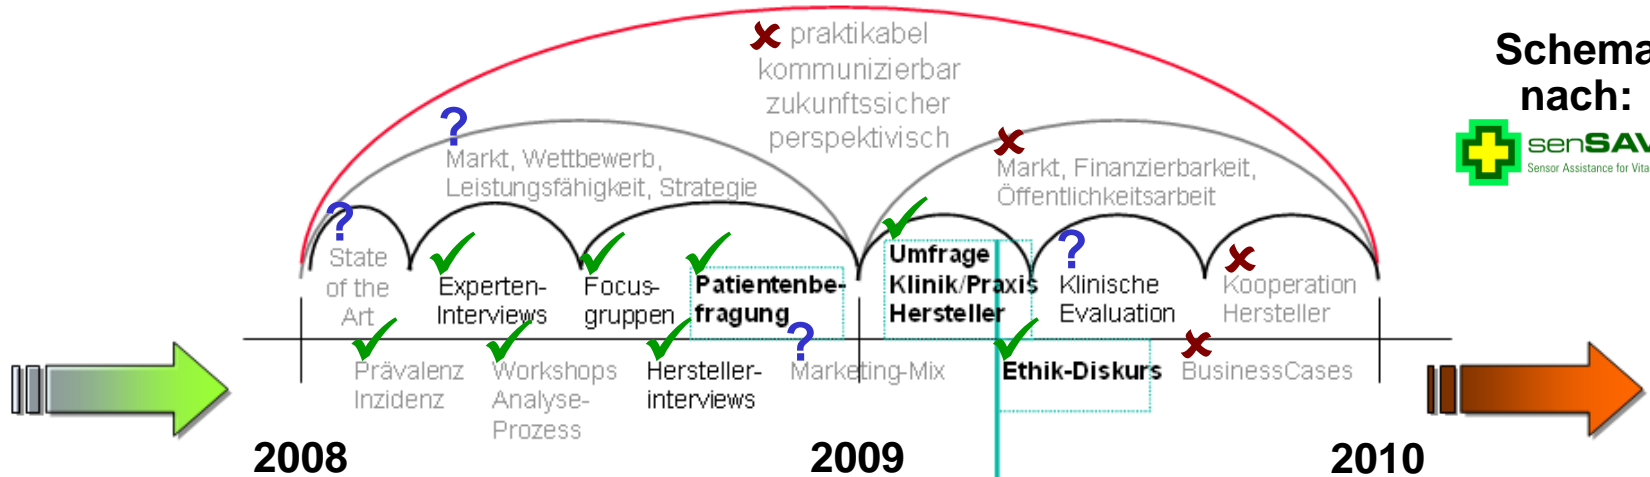 praktikabel
kommunizierbar
zukunftssicher
perspektivisch
Schema
nach:
senSAV
Sensor Assistance for Vita
?
Markt, Wettbewerb,
Leistungsfähigkeit, Strategie
Markt, Finanzierbarkeit,
Öffentlichkeitsarbeit
?
State
of the
Art
Experten-
Interviews
Focus-
gruppen
Patientenbe-
fragung
Umfrage
Klinik/Praxis
Hersteller
?
Klinische
Evaluation
Kooperation
Hersteller
Prävalenz
Inzidenz
Workshops
Analyse-
Prozess
Hersteller-
interviews
?
Marketing-Mix
Ethik-Diskurs
BusinessCases
2008
2009
2010